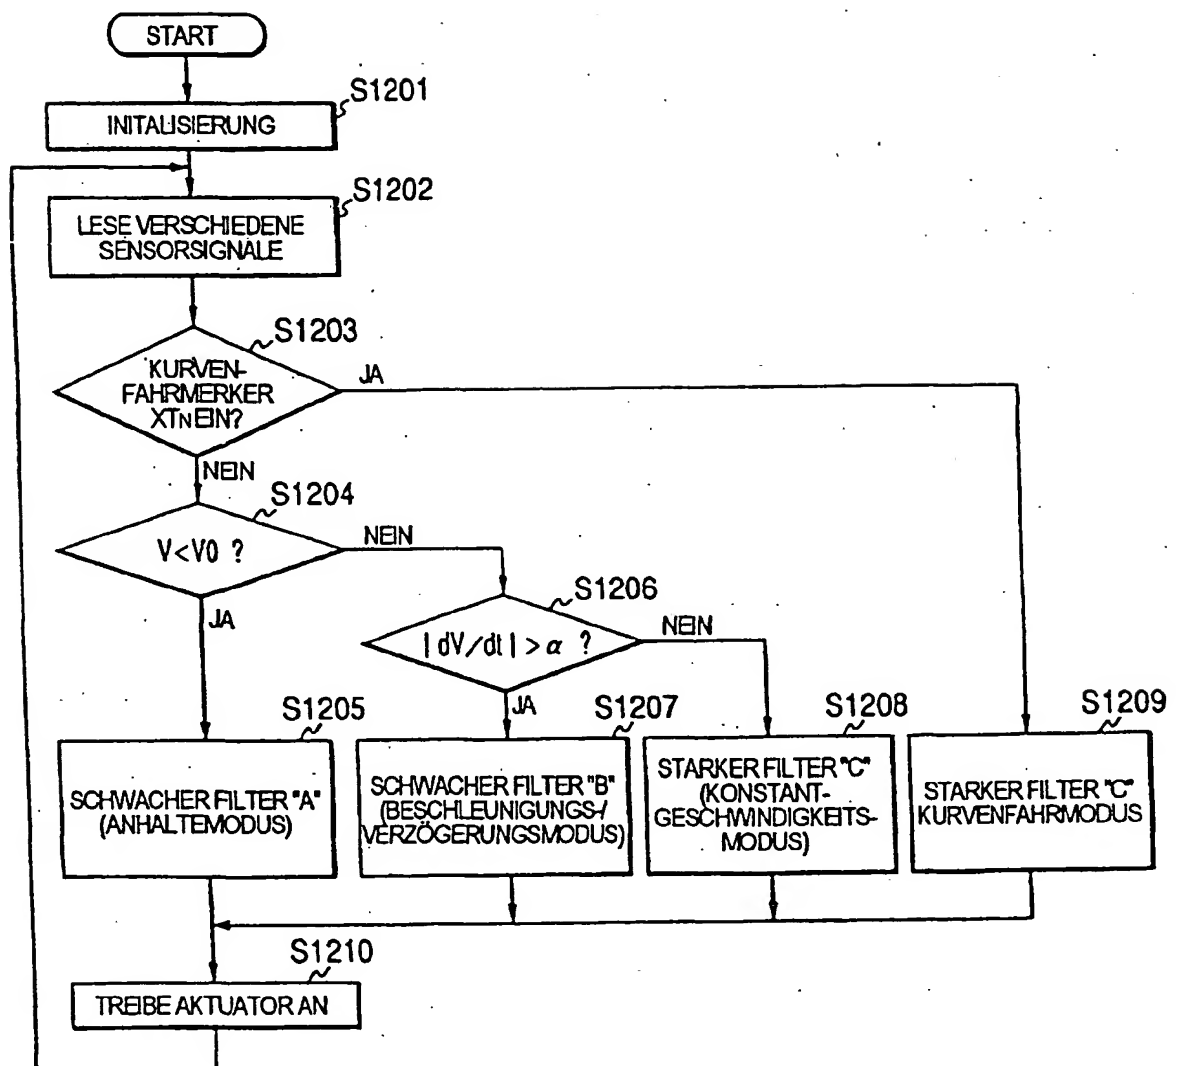 START
S1201
INITALISIERUNG
S1202
LESE VERSCHIEDENE
SENSORSIGNALE
S1203
KURVEN-
FAHRMERKER
XTN EIN?
JA
NEIN
S1204
V<V0 ?
NEIN
JA
S1206
|dV/dt|>α ?
NEIN
JA
S1205
SCHWACHER FILTER "A"
(ANHALTEMODUS)
S1207
SCHWACHER FILTER "B"
(BESCHLEUNIGUNGS-/
VERZÖGERUNGSMODUS)
S1208
STARKER FILTER "C"
(KONSTANT-
GESCHWINDIGKEITS-
MODUS)
S1209
STARKER FILTER "C"
KURVENFAHRMODUS
S1210
TREIBE AKTUATOR AN